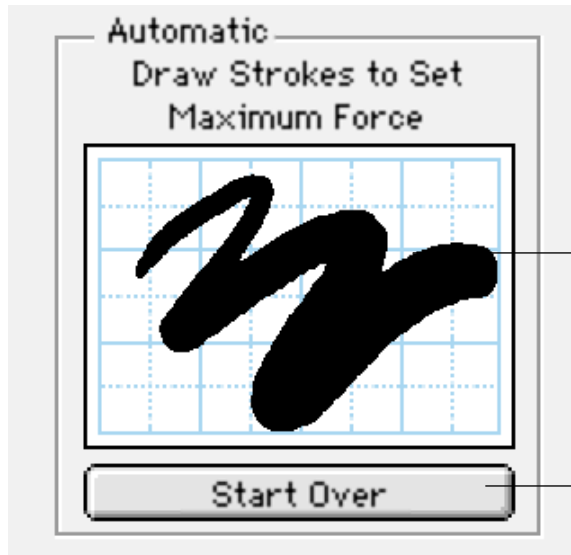 Automatic
Draw Strokes to Set
Maximum Force
Start Over